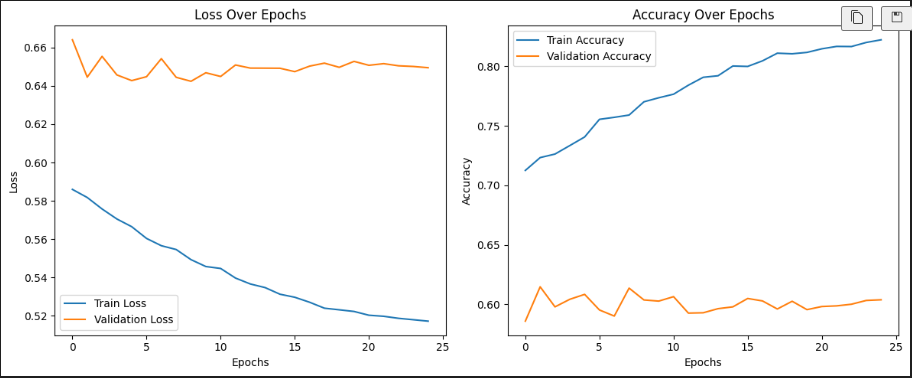 Loss Over Epochs
0.66
0.64
0.62
0.60
0.58
0.56
0.54
0.52
Loss
Train Loss
Validation Loss
0 5 10 15 20 25
Epochs
Accuracy Over Epochs
Train Accuracy
Validation Accuracy
0.80
0.75
0.70
0.65
0.60
Accuracy
0 5 10 15 20 25
Epochs